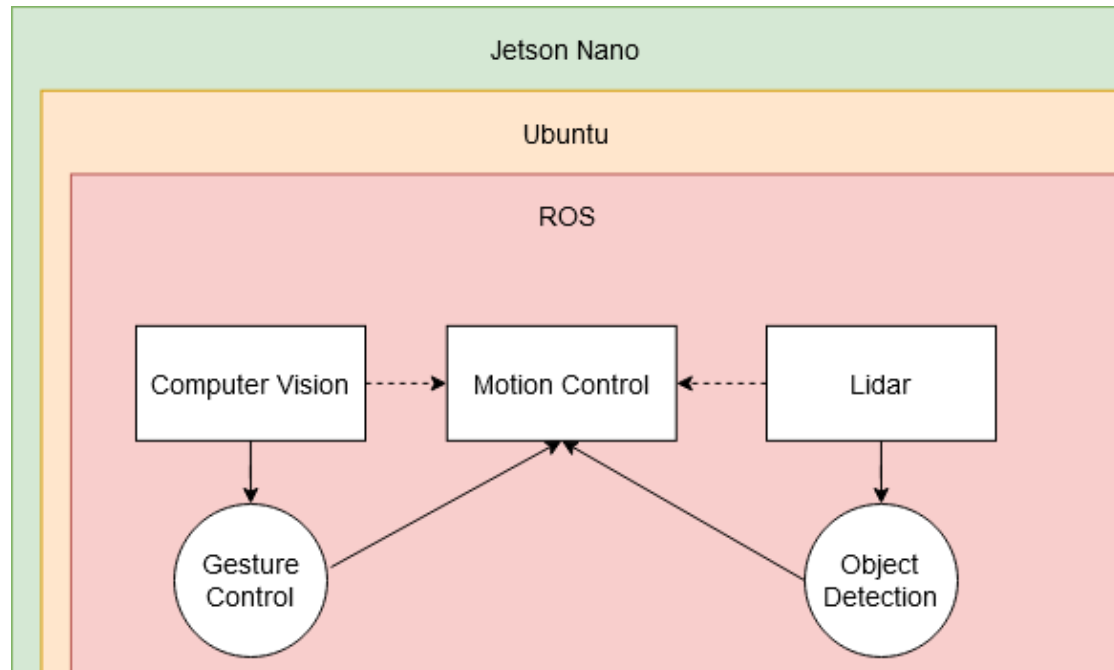 Jetson Nano
Ubuntu
ROS
Computer Vision
Motion Control
Lidar
Gesture
Control
Object
Detection